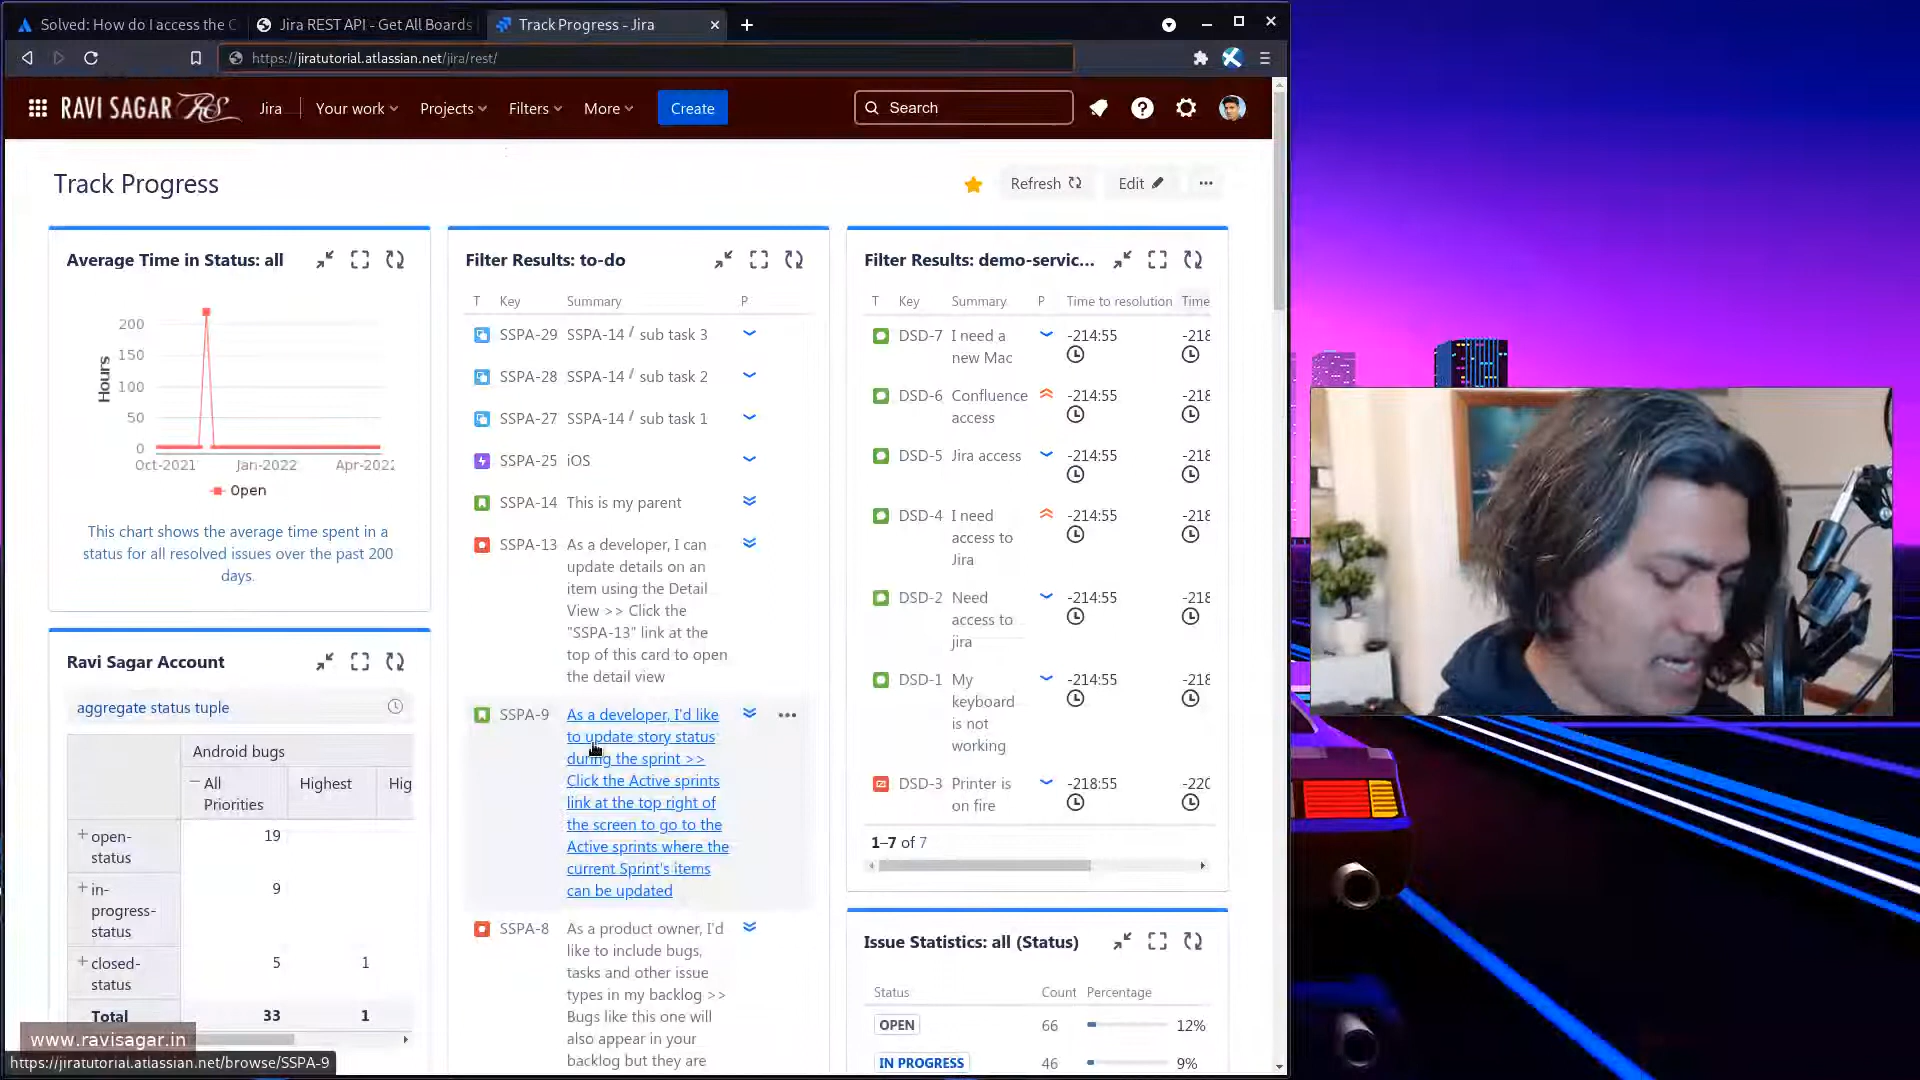 Solved: How do I access the C
Jira REST API - Get All Boards
Track Progress - Jira
https://jiratutorial.atlassian.net/jira/rest/
RAVI SAGAR RS
Jira
Your work
Projects
Filters
More
Create
Search
Track Progress
Refresh
Edit
Average Time in Status: all
200
150
100
50
0
Hours
Oct-2021
Jan-2022
Apr-2022
Open
This chart shows the average time spent in a
status for all resolved issues over the past 200
days.
Ravi Sagar Account
aggregate status tuple
Android bugs
All
Priorities
Highest
Hig
open-
status
19
in-
progress-
status
9
closed-
status
5
1
Total
33
1
Filter Results: to-do
T Key Summary P
SSPA-29 SSPA-14 / sub task 3
SSPA-28 SSPA-14 / sub task 2
SSPA-27 SSPA-14 / sub task 1
SSPA-25 iOS
SSPA-14 This is my parent
SSPA-13 As a developer, I can
update details on an
item using the Detail
View >> Click the
"SSPA-13" link at the
top of this card to open
the detail view
SSPA-9 As a developer, I'd like
to update story status
during the sprint >>
Click the Active sprints
link at the top right of
the screen to go to the
Active sprints where the
current Sprint's items
can be updated
SSPA-8 As a product owner, I'd
like to include bugs,
tasks and other issue
types in my backlog >>
Bugs like this one will
also appear in your
backlog but they are
Filter Results: demo-servic...
T Key Summary P Time to resolution Time
DSD-7 I need a -214:55 -218
new Mac
DSD-6 Confluence -214:55 -218
access
DSD-5 Jira access -214:55 -218
DSD-4 I need -214:55 -218
access to
Jira
DSD-2 Need -214:55 -218
access to
jira
DSD-1 My -214:55 -218
keyboard
is not
working
DSD-3 Printer is -218:55 -220
on fire
1–7 of 7
Issue Statistics: all (Status)
Status Count Percentage
OPEN 66 12%
IN PROGRESS 46 9%
www.ravisagar.in
https://jiratutorial.atlassian.net/browse/SSPA-9